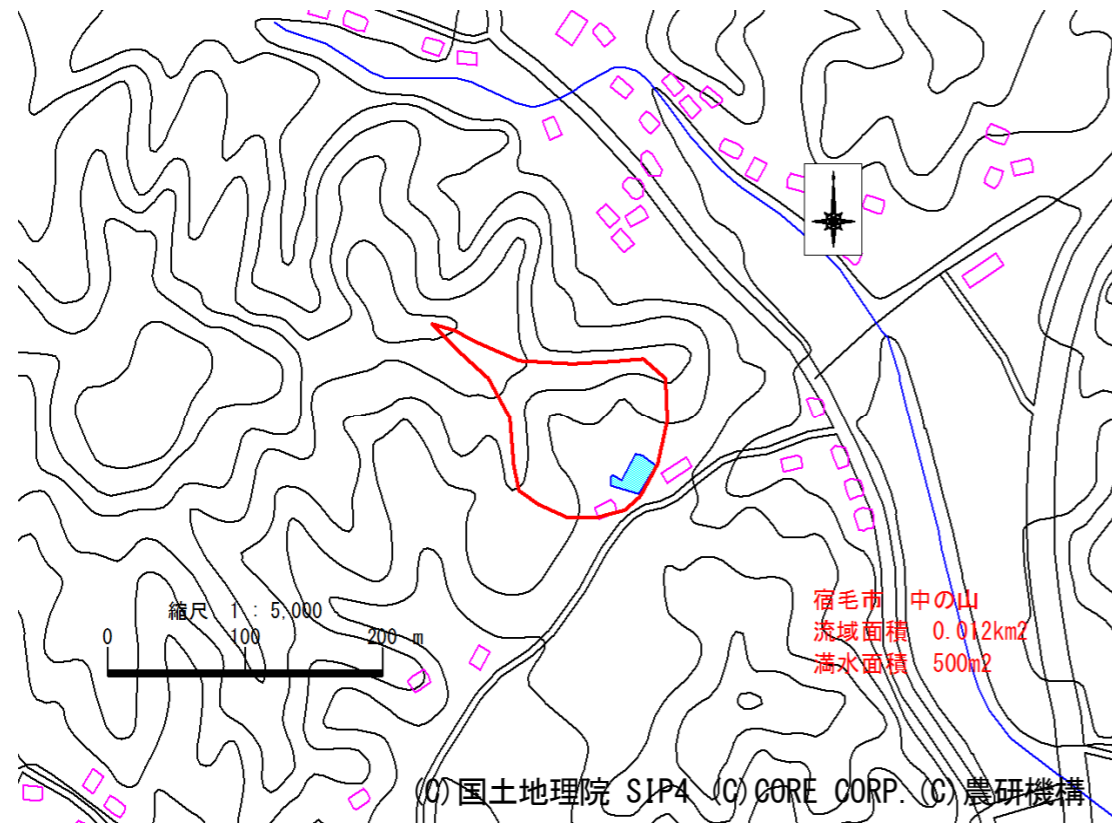 縮尺 1 : 5,000
0 100 200 m
宿毛市 中の山
流域面積 0.012km2
満水面積 500m2
(C)国土地理院 SIP4 (C)CORE CORP. (C)農研機構